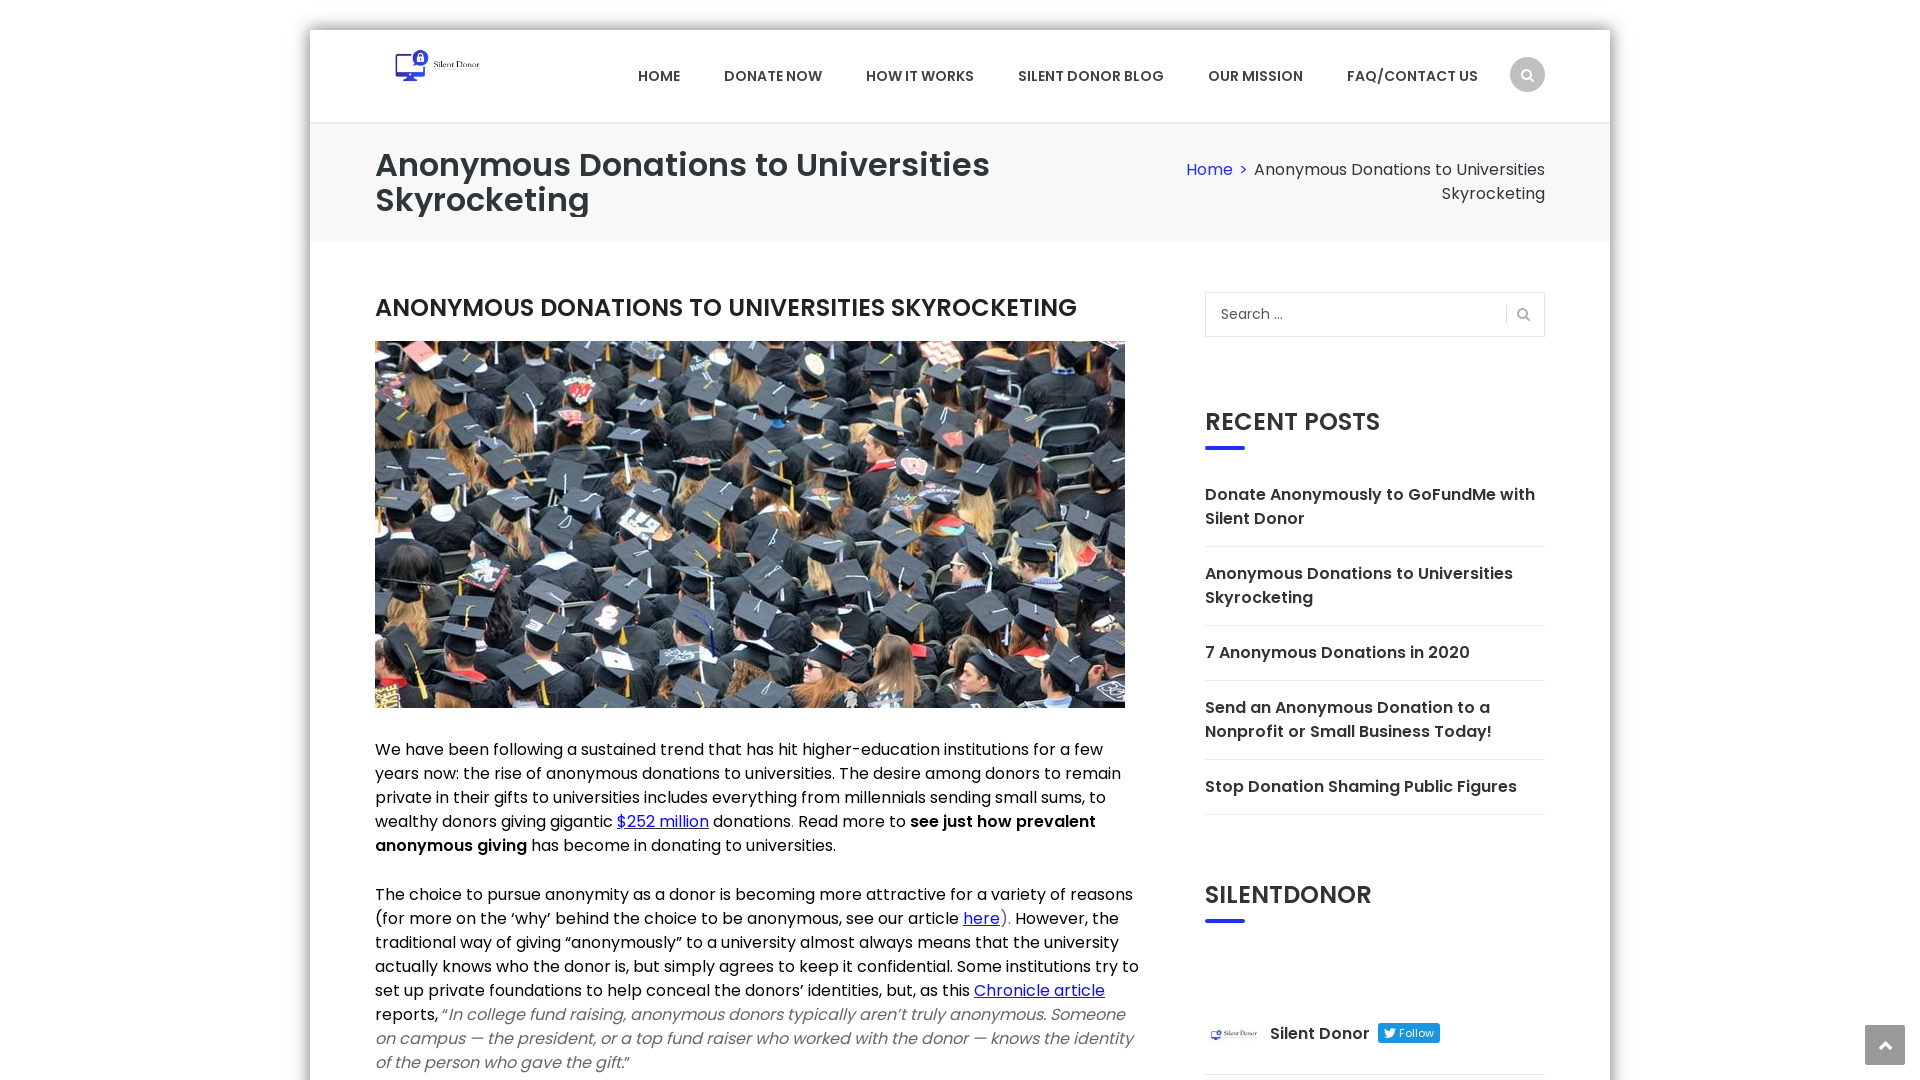 Silent Donor
HOME
DONATE NOW
HOW IT WORKS
SILENT DONOR BLOG
OUR MISSION
FAQ/CONTACT US
Anonymous Donations to Universities
Skyrocketing
Home > Anonymous Donations to Universities
Skyrocketing
ANONYMOUS DONATIONS TO UNIVERSITIES SKYROCKETING
We have been following a sustained trend that has hit higher-education institutions for a few
years now: the rise of anonymous donations to universities. The desire among donors to remain
private in their gifts to universities includes everything from millennials sending small sums, to
wealthy donors giving gigantic $252 million donations. Read more to see just how prevalent
anonymous giving has become in donating to universities.
The choice to pursue anonymity as a donor is becoming more attractive for a variety of reasons
(for more on the ‘why’ behind the choice to be anonymous, see our article here). However, the
traditional way of giving “anonymously” to a university almost always means that the university
actually knows who the donor is, but simply agrees to keep it confidential. Some institutions try to
set up private foundations to help conceal the donors’ identities, but, as this Chronicle article
reports, “In college fund raising, anonymous donors typically aren’t truly anonymous. Someone
on campus — the president, or a top fund raiser who worked with the donor — knows the identity
of the person who gave the gift.”
Search ...
RECENT POSTS
Donate Anonymously to GoFundMe with
Silent Donor
Anonymous Donations to Universities
Skyrocketing
7 Anonymous Donations in 2020
Send an Anonymous Donation to a
Nonprofit or Small Business Today!
Stop Donation Shaming Public Figures
SILENTDONOR
Silent Donor
Silent Donor
Follow